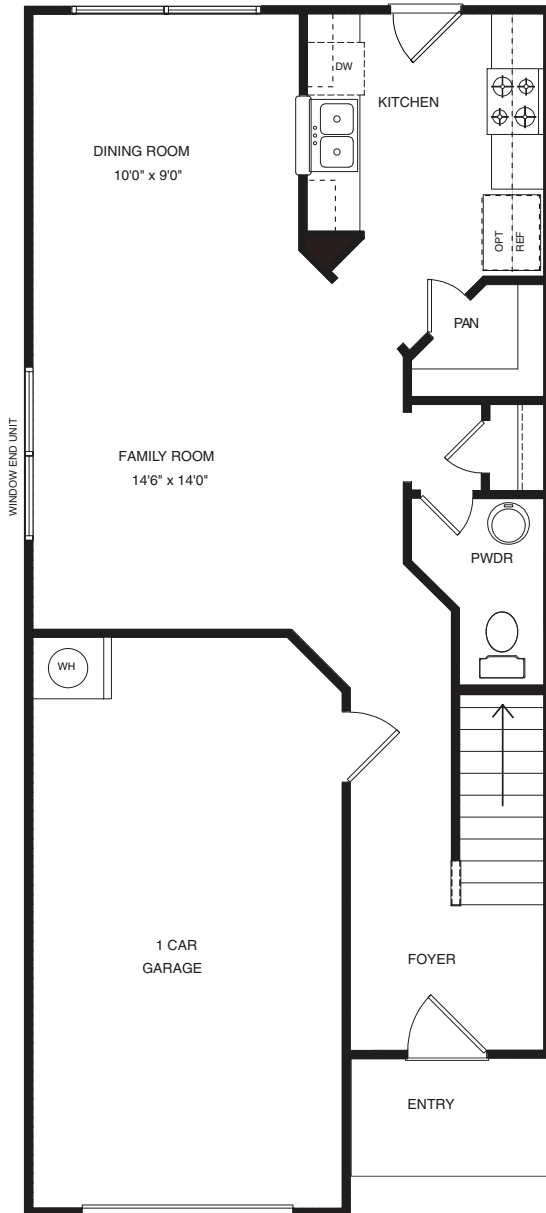 DW
KITCHEN
DINING ROOM
10'0" x 9'0"
OPT
REF
PAN
WINDOW END UNIT
FAMILY ROOM
14'6" x 14'0"
PWDR
WH
1 CAR
GARAGE
FOYER
ENTRY